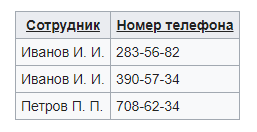 Сотрудник Номер телефона
Иванов И. И. 283-56-82
Иванов И. И. 390-57-34
Петров П. П. 708-62-34